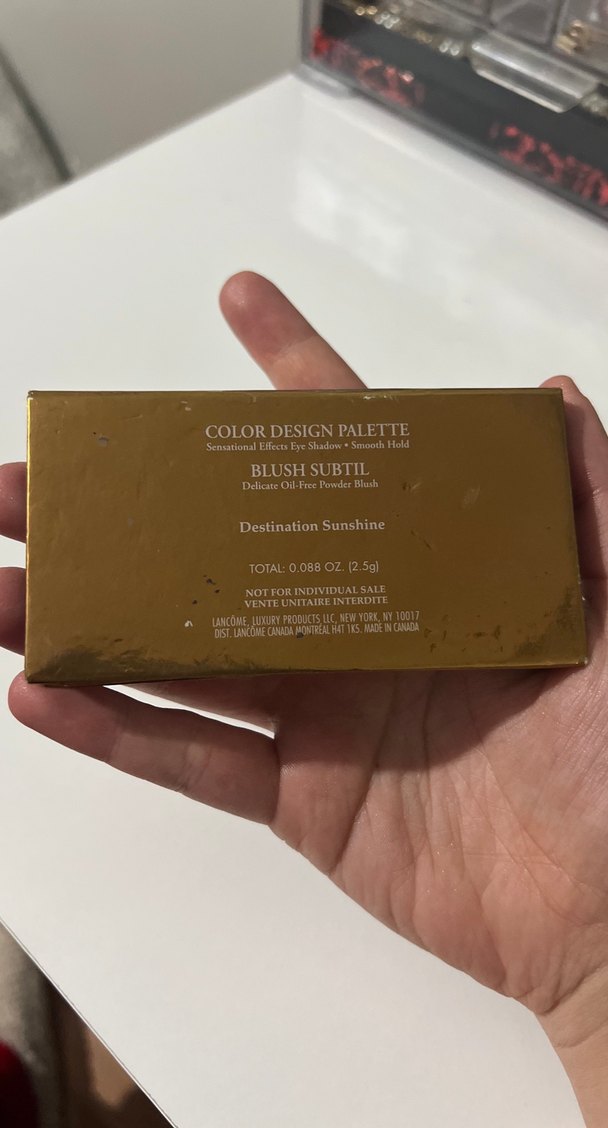 COLOR DESIGN PALETTE
Sensational Effects Eye Shadow • Smooth Hold
BLUSH SUBTIL
Delicate Oil-Free Powder Blush
Destination Sunshine
TOTAL: 0.088 OZ. (2.5g)
NOT FOR INDIVIDUAL SALE
VENTE UNITAIRE INTERDITE
LANCÔME, LUXURY PRODUCTS LLC, NEW YORK, NY 10017
DIST. LANCÔME CANADA MONTRÉAL H4T 1K5. MADE IN CANADA